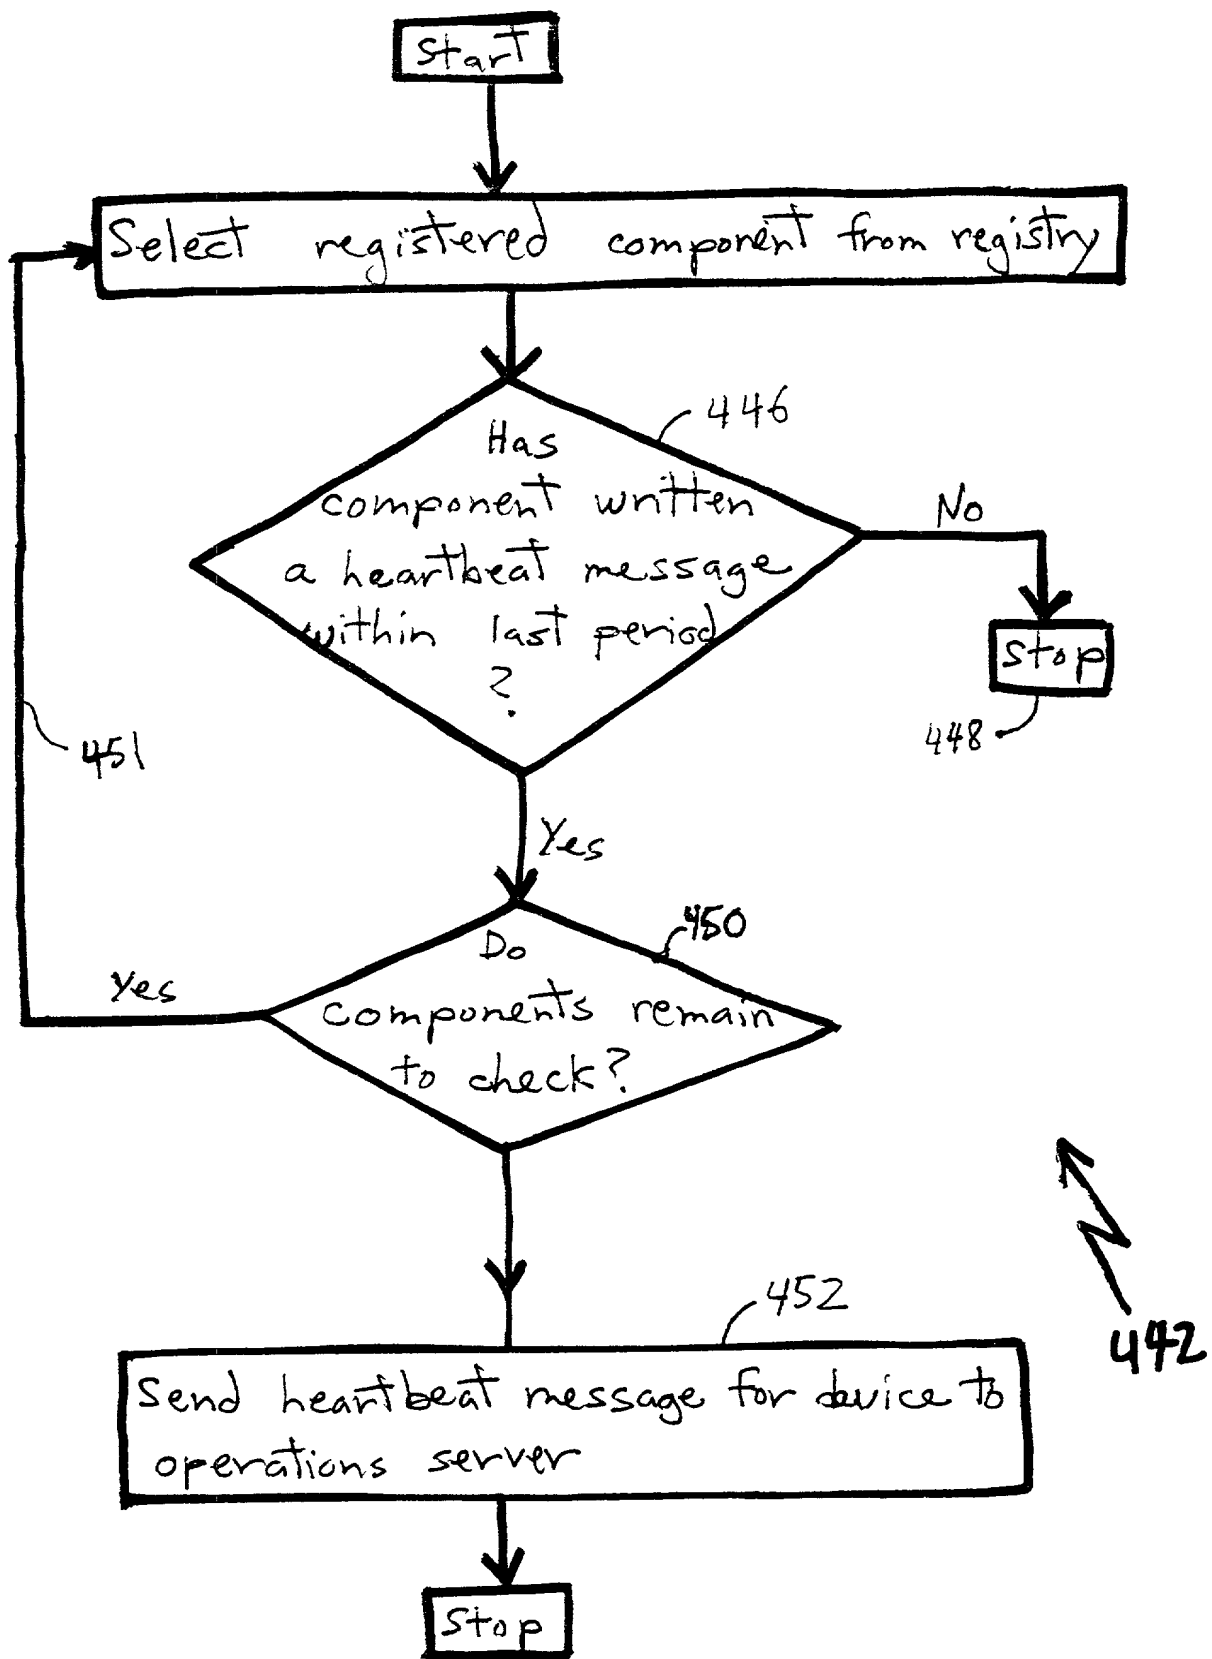 Start
Select registered component from registry
446
Has
component written
a heartbeat message
within last period
?
No
Stop
448
451
Yes
450
Do
components remain
to check?
Yes
442
452
Send heartbeat message for device to
operations server
Stop